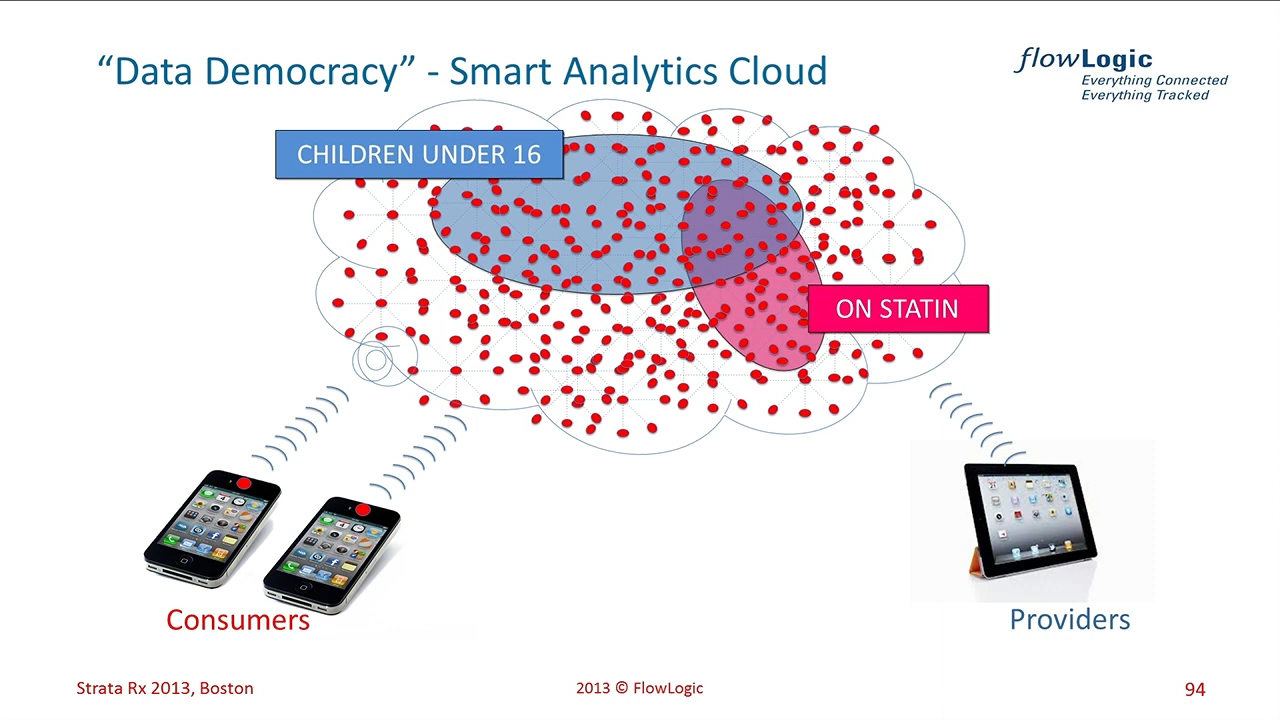 “Data Democracy” - Smart Analytics Cloud
flowLogic
Everything Connected
Everything Tracked
CHILDREN UNDER 16
ON STATIN
Consumers
Providers
Strata Rx 2013, Boston
2013 © FlowLogic
94